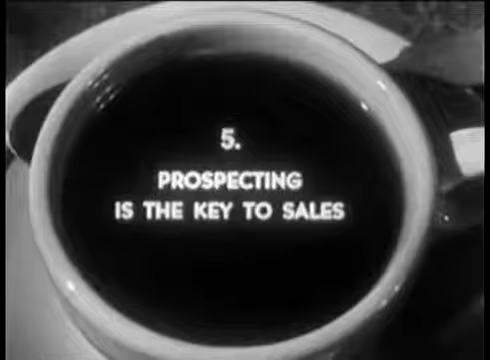 5.
PROSPECTING
IS THE KEY TO SALES